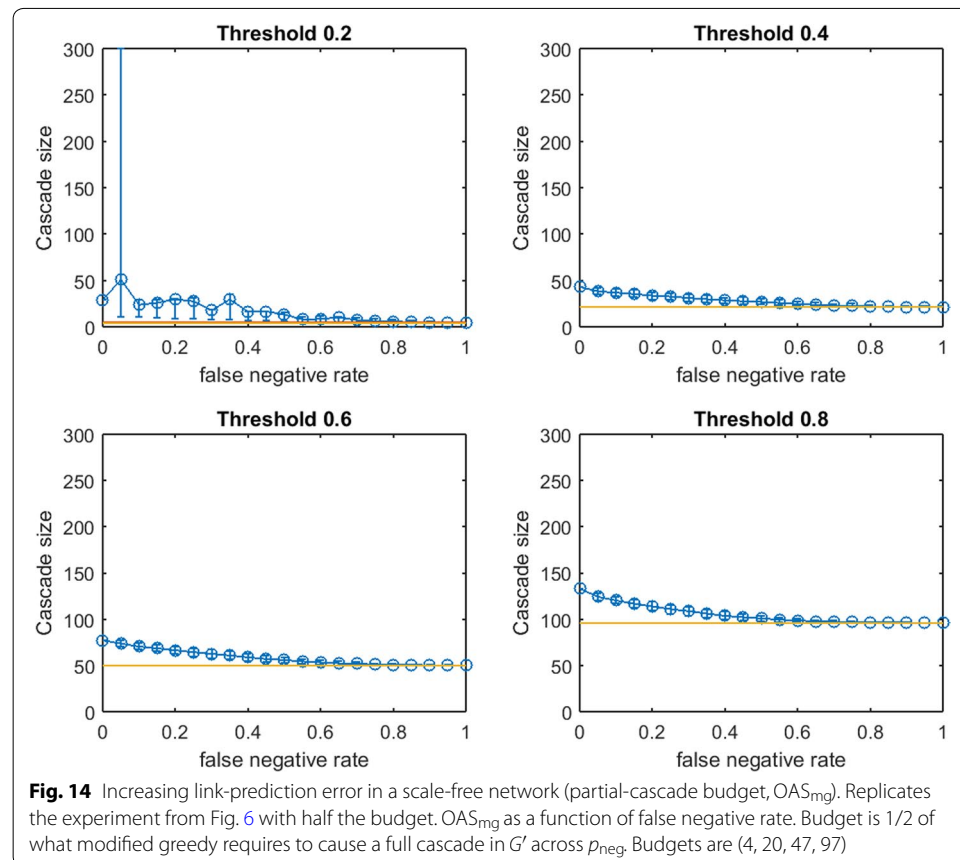 Threshold 0.2
300
250
200
150
100
50
0
Cascade size
0 0.2 0.4 0.6 0.8 1
false negative rate
Threshold 0.4
300
250
200
150
100
50
0
Cascade size
0 0.2 0.4 0.6 0.8 1
false negative rate
Threshold 0.6
300
250
200
150
100
50
0
Cascade size
0 0.2 0.4 0.6 0.8 1
false negative rate
Threshold 0.8
300
250
200
150
100
50
0
Cascade size
0 0.2 0.4 0.6 0.8 1
false negative rate
Fig. 14 Increasing link-prediction error in a scale-free network (partial-cascade budget, OASmg). Replicates
the experiment from Fig. 6 with half the budget. OASmg as a function of false negative rate. Budget is 1/2 of
what modified greedy requires to cause a full cascade in G′ across pneg. Budgets are (4, 20, 47, 97)